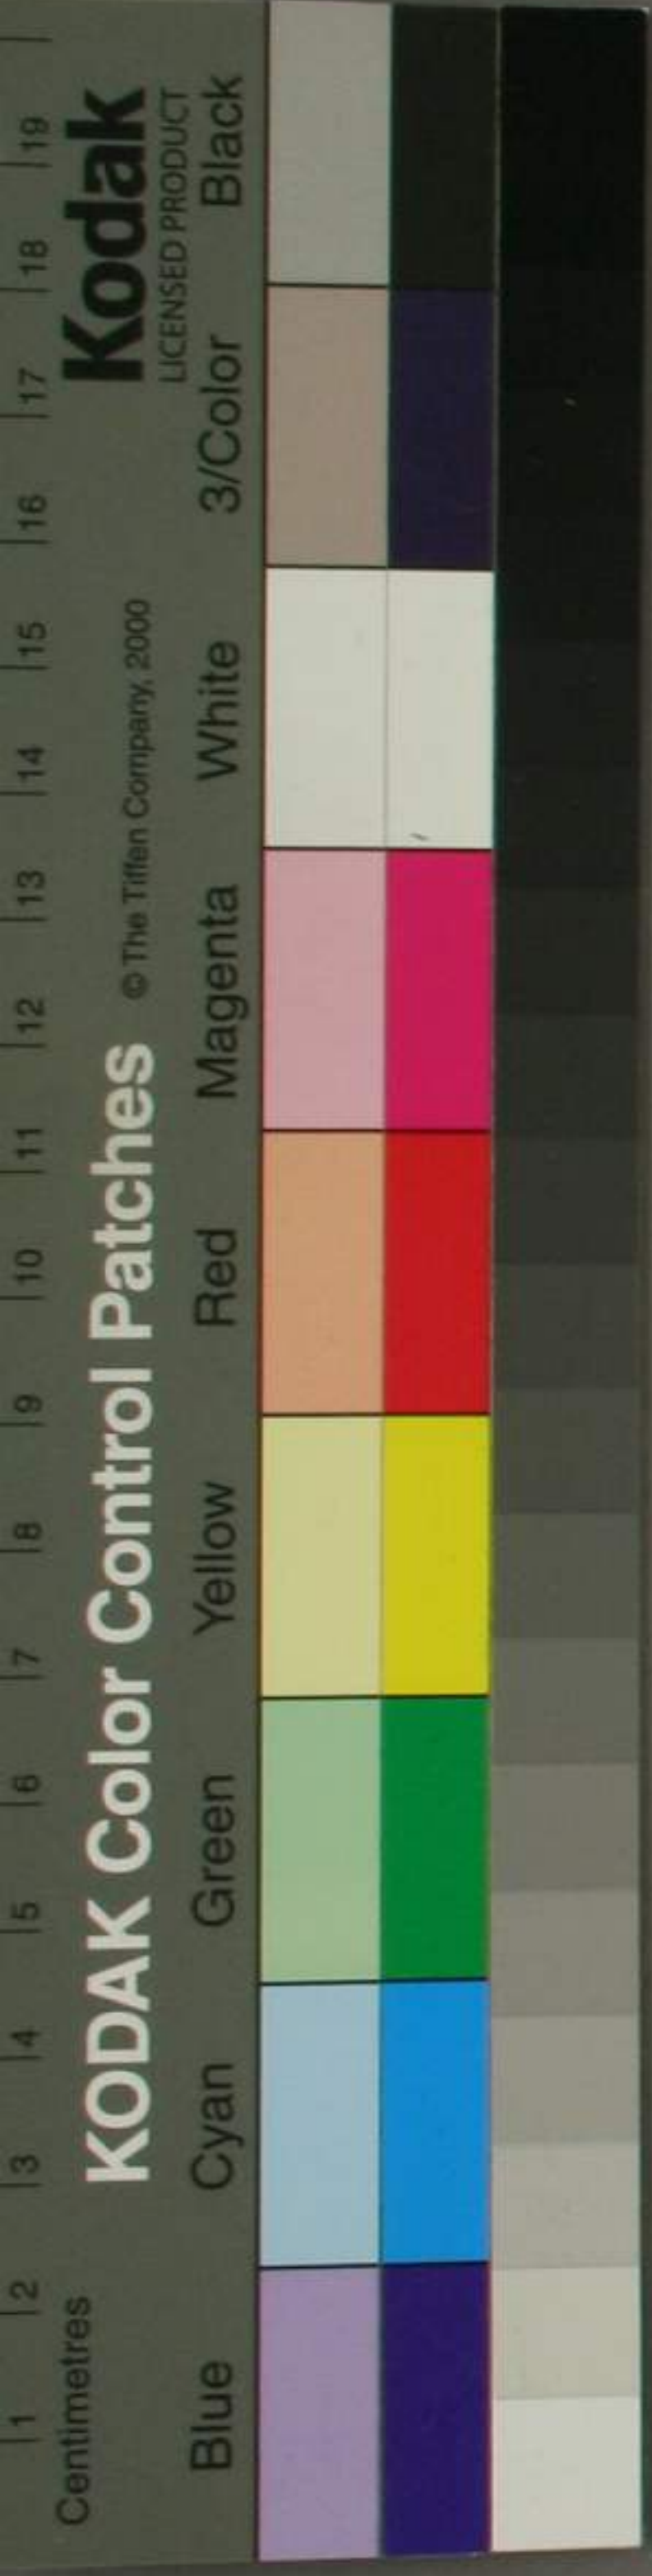 Centimetres
1 2 3 4 5 6 7 8 9 10 11 12 13 14 15 16 17 18 19
KODAK Color Control Patches © The Tiffen Company, 2000
Kodak
LICENSED PRODUCT
Blue Cyan Green Yellow Red Magenta White 3/Color Black